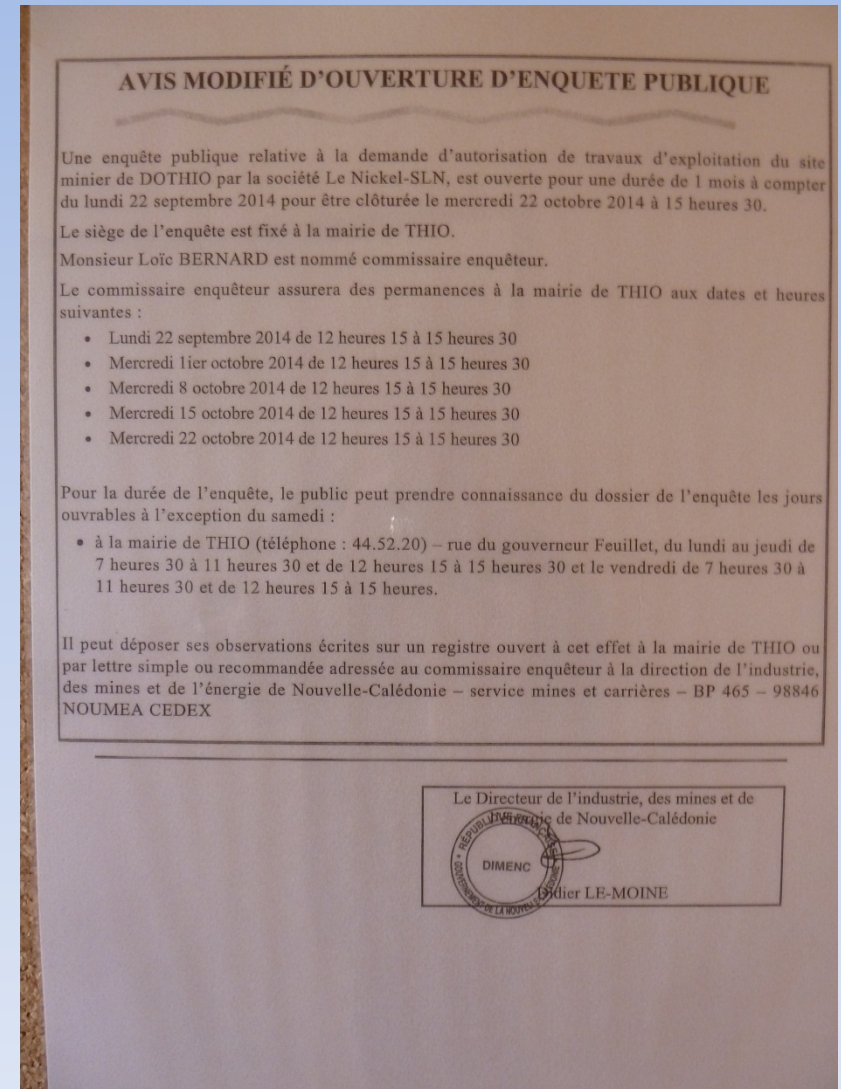 AVIS MODIFIÉ D'OUVERTURE D'ENQUETE PUBLIQUE
Une enquête publique relative à la demande d'autorisation de travaux d'exploitation du site
minier de DOTHIO par la société Le Nickel-SLN, est ouverte pour une durée de 1 mois à compter
du lundi 22 septembre 2014 pour être clôturée le mercredi 22 octobre 2014 à 15 heures 30.
Le siège de l'enquête est fixé à la mairie de THIO.
Monsieur Loïc BERNARD est nommé commissaire enquêteur.
Le commissaire enquêteur assurera des permanences à la mairie de THIO aux dates et heures
suivantes :
• Lundi 22 septembre 2014 de 12 heures 15 à 15 heures 30
• Mercredi 1ier octobre 2014 de 12 heures 15 à 15 heures 30
• Mercredi 8 octobre 2014 de 12 heures 15 à 15 heures 30
• Mercredi 15 octobre 2014 de 12 heures 15 à 15 heures 30
• Mercredi 22 octobre 2014 de 12 heures 15 à 15 heures 30
Pour la durée de l'enquête, le public peut prendre connaissance du dossier de l'enquête les jours
ouvrables à l'exception du samedi :
• à la mairie de THIO (téléphone : 44.52.20) – rue du gouverneur Feuillet, du lundi au jeudi de
7 heures 30 à 11 heures 30 et de 12 heures 15 à 15 heures 30 et le vendredi de 7 heures 30 à
11 heures 30 et de 12 heures 15 à 15 heures.
Il peut déposer ses observations écrites sur un registre ouvert à cet effet à la mairie de THIO ou
par lettre simple ou recommandée adressée au commissaire enquêteur à la direction de l'industrie,
des mines et de l'énergie de Nouvelle-Calédonie – service mines et carrières – BP 465 – 98846
NOUMEA CEDEX
Le Directeur de l'industrie, des mines et de
l'énergie de Nouvelle-Calédonie
RÉPUBLIQUE FRANÇAISE
DIMENC
GOUVERNEMENT DE LA
Didier LE-MOINE